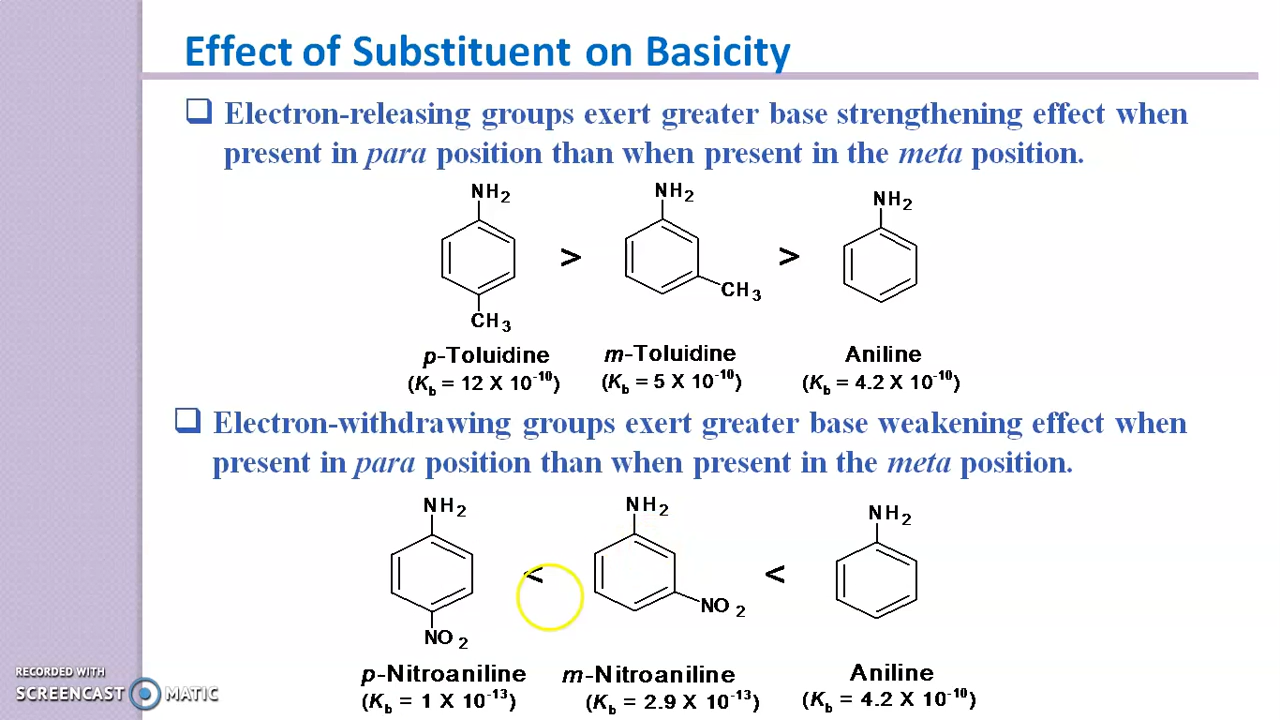 Effect of Substituent on Basicity
❑ Electron-releasing groups exert greater base strengthening effect when
present in para position than when present in the meta position.
NH2 NH2 NH2
> >
CH3 CH3
p-Toluidine m-Toluidine Aniline
(Kb = 12 X 10-10) (Kb = 5 X 10-10) (Kb = 4.2 X 10-10)
❑ Electron-withdrawing groups exert greater base weakening effect when
present in para position than when present in the meta position.
NH2 NH2 NH2
< <
NO2 NO2
p-Nitroaniline m-Nitroaniline Aniline
(Kb = 1 X 10-13) (Kb = 2.9 X 10-13) (Kb = 4.2 X 10-10)
RECORDED WITH
SCREENCAST MATIC